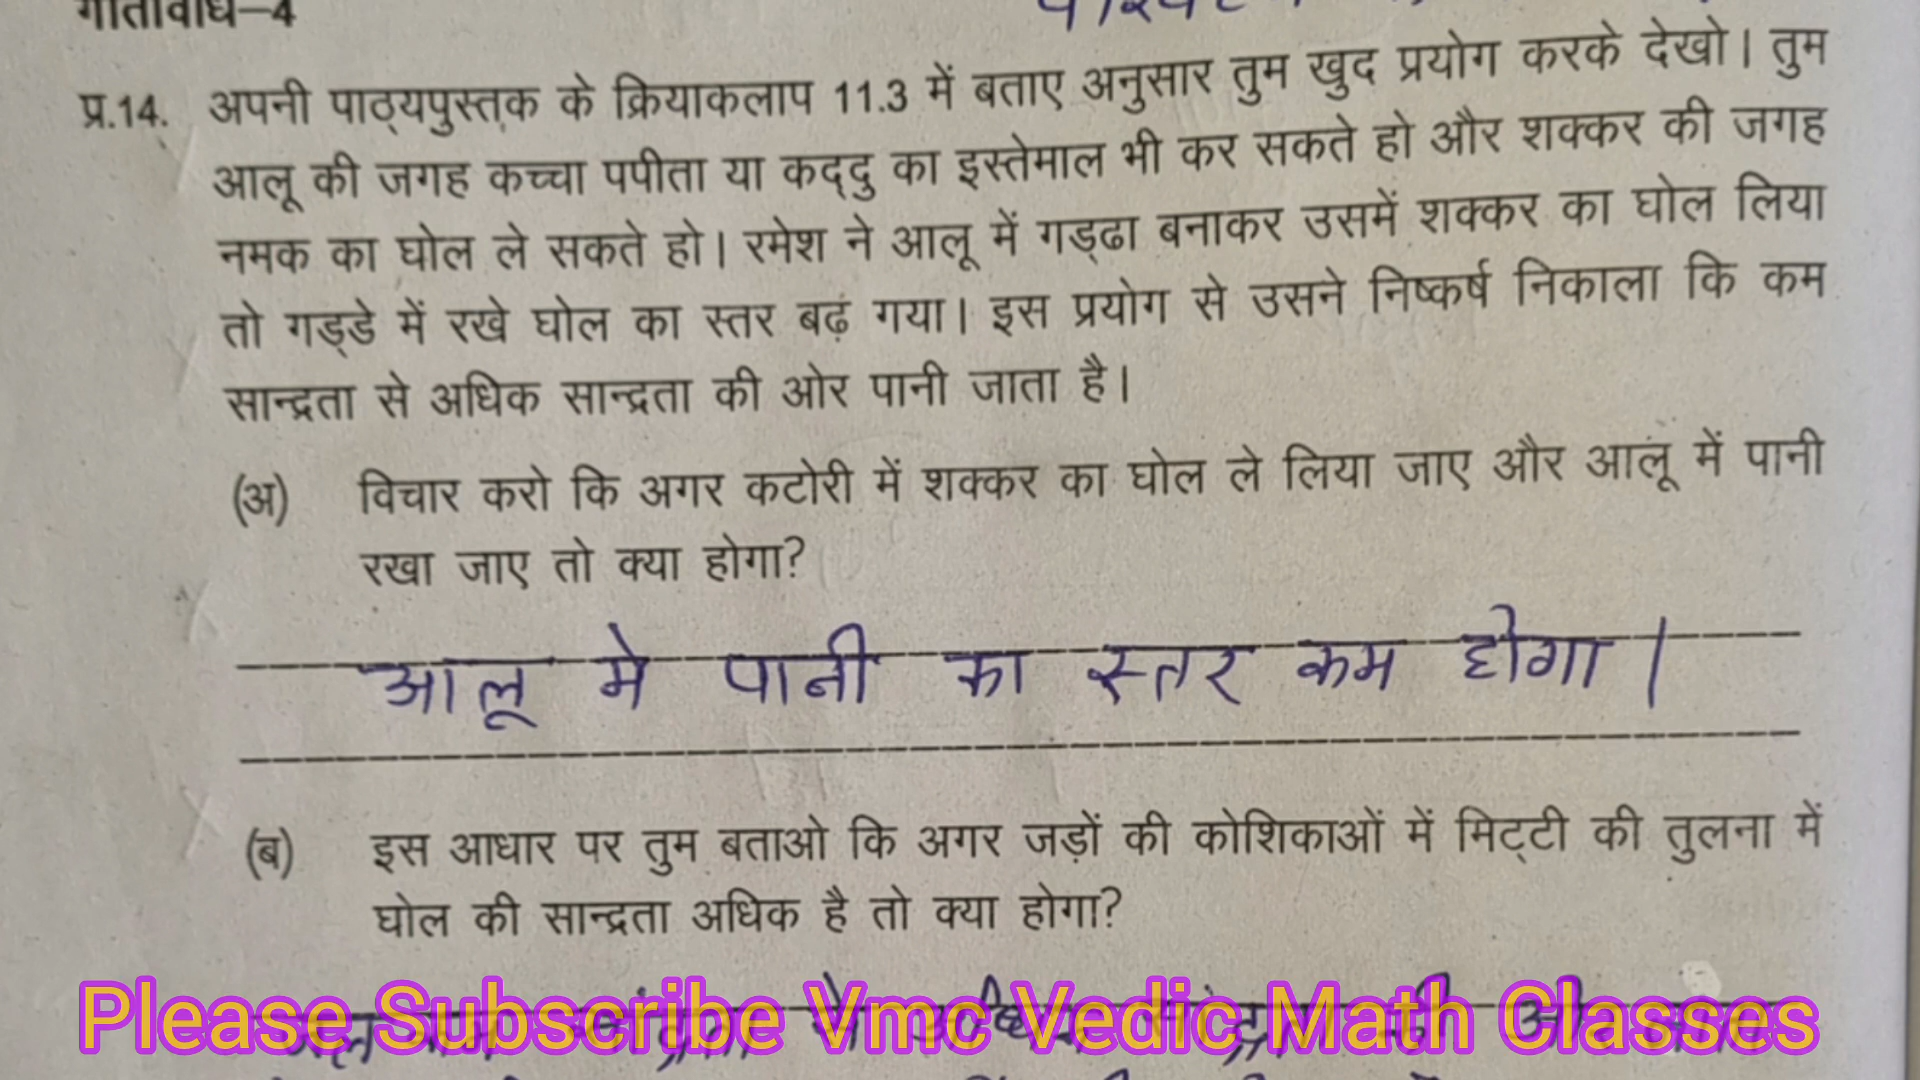 गतिविधि–4
प्र.14. अपनी पाठ्यपुस्तक के क्रियाकलाप 11.3 में बताए अनुसार तुम खुद प्रयोग करके देखो। तुम
आलू की जगह कच्चा पपीता या कद्दु का इस्तेमाल भी कर सकते हो और शक्कर की जगह
नमक का घोल ले सकते हो। रमेश ने आलू में गड्ढा बनाकर उसमें शक्कर का घोल लिया
तो गड्डे में रखे घोल का स्तर बढ़ गया। इस प्रयोग से उसने निष्कर्ष निकाला कि कम
सान्द्रता से अधिक सान्द्रता की ओर पानी जाता है।
(अ) विचार करो कि अगर कटोरी में शक्कर का घोल ले लिया जाए और आलू में पानी
रखा जाए तो क्या होगा?
आलू मे पानी का स्तर कम होगा।
(ब) इस आधार पर तुम बताओ कि अगर जड़ों की कोशिकाओं में मिट्टी की तुलना में
घोल की सान्द्रता अधिक है तो क्या होगा?
Please Subscribe Vmc Vedic Math Classes